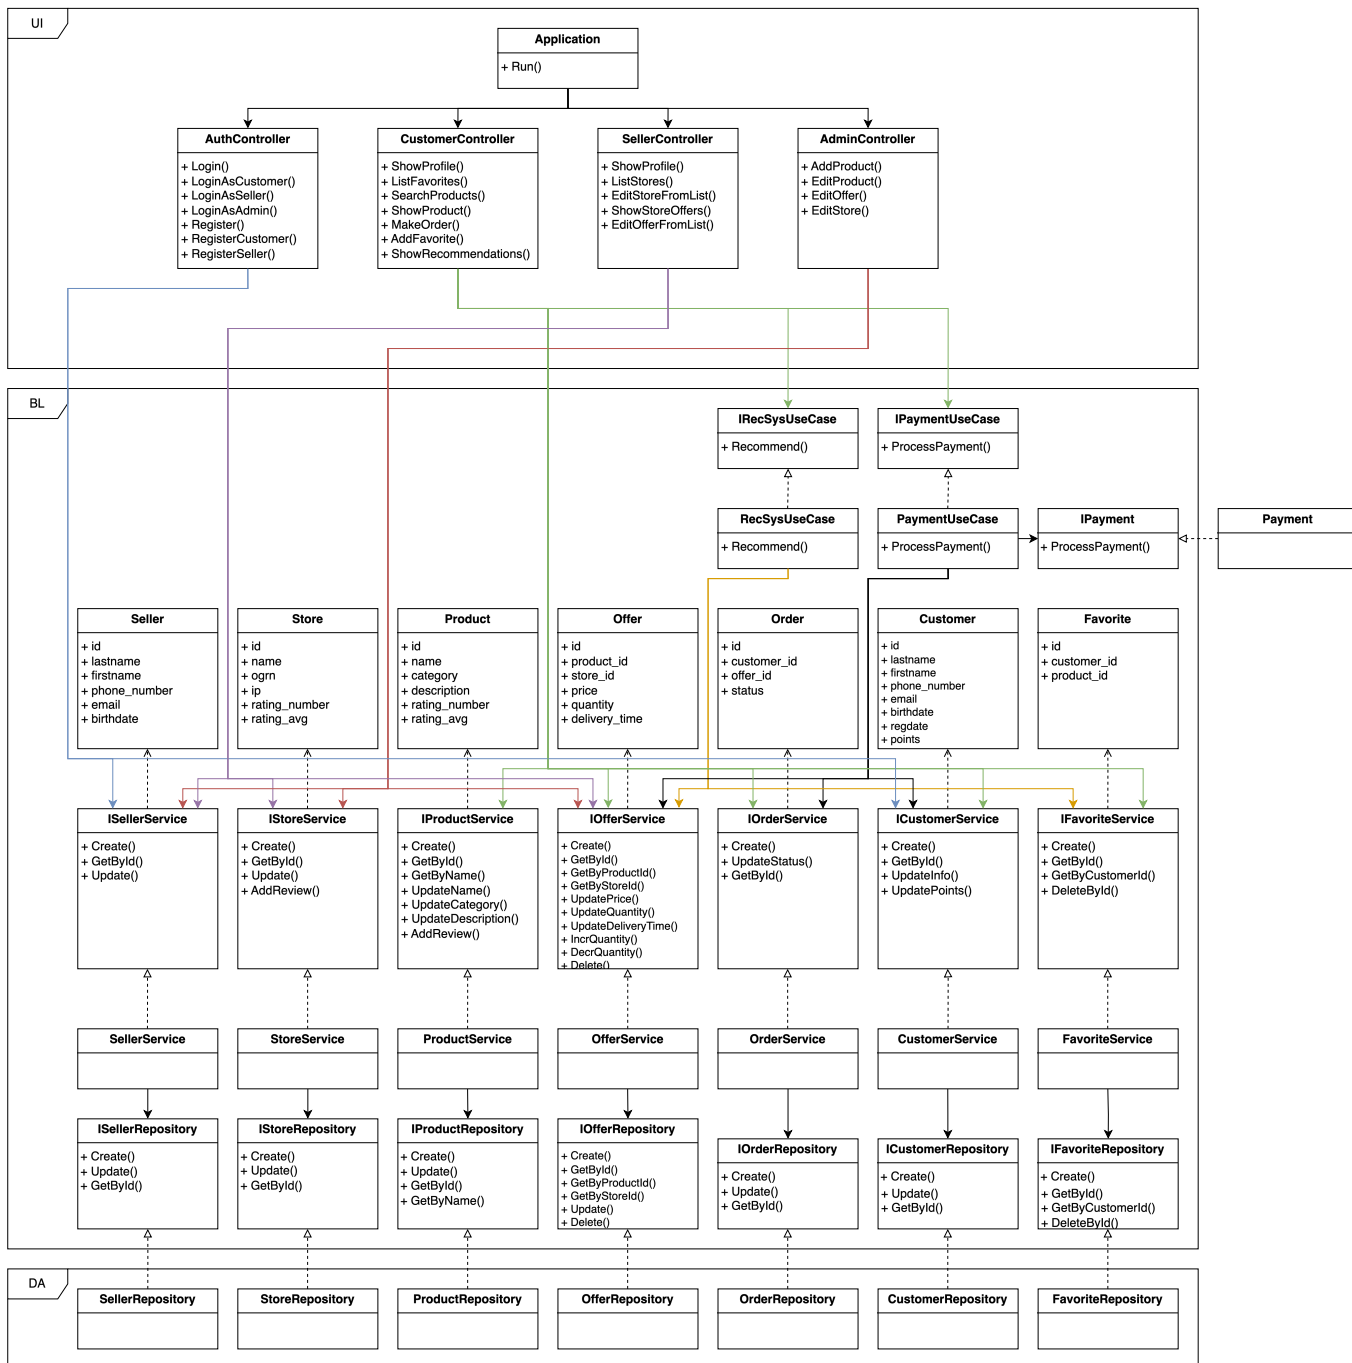 UI
Application
+ Run()
AuthController
+ Login()
+ LoginAsCustomer()
+ LoginAsSeller()
+ LoginAsAdmin()
+ Register()
+ RegisterCustomer()
+ RegisterSeller()
CustomerController
+ ShowProfile()
+ ListFavorites()
+ SearchProducts()
+ ShowProduct()
+ MakeOrder()
+ AddFavorite()
+ ShowRecommendations()
SellerController
+ ShowProfile()
+ ListStores()
+ EditStoreFromList()
+ ShowStoreOffers()
+ EditOfferFromList()
AdminController
+ AddProduct()
+ EditProduct()
+ EditOffer()
+ EditStore()
BL
IRecSysUseCase
+ Recommend()
IPaymentUseCase
+ ProcessPayment()
RecSysUseCase
+ Recommend()
PaymentUseCase
+ ProcessPayment()
IPayment
+ ProcessPayment()
Payment
Seller
+ id
+ lastname
+ firstname
+ phone_number
+ email
+ birthdate
Store
+ id
+ name
+ ogrn
+ ip
+ rating_number
+ rating_avg
Product
+ id
+ name
+ category
+ description
+ rating_number
+ rating_avg
Offer
+ id
+ product_id
+ store_id
+ price
+ quantity
+ delivery_time
Order
+ id
+ customer_id
+ offer_id
+ status
Customer
+ id
+ lastname
+ firstname
+ phone_number
+ email
+ birthdate
+ regdate
+ points
Favorite
+ id
+ customer_id
+ product_id
ISellerService
+ Create()
+ GetById()
+ Update()
IStoreService
+ Create()
+ GetById()
+ Update()
+ AddReview()
IProductService
+ Create()
+ GetById()
+ GetByName()
+ UpdateName()
+ UpdateCategory()
+ UpdateDescription()
+ AddReview()
IOfferService
+ Create()
+ GetById()
+ GetByProductId()
+ GetByStoreId()
+ UpdatePrice()
+ UpdateQuantity()
+ UpdateDeliveryTime()
+ IncrQuantity()
+ DecrQuantity()
+ Delete()
IOrderService
+ Create()
+ UpdateStatus()
+ GetById()
ICustomerService
+ Create()
+ GetById()
+ UpdateInfo()
+ UpdatePoints()
IFavoriteService
+ Create()
+ GetById()
+ GetByCustomerId()
+ DeleteById()
SellerService
StoreService
ProductService
OfferService
OrderService
CustomerService
FavoriteService
ISellerRepository
+ Create()
+ Update()
+ GetById()
IStoreRepository
+ Create()
+ Update()
+ GetById()
IProductRepository
+ Create()
+ Update()
+ GetById()
+ GetByName()
IOfferRepository
+ Create()
+ GetById()
+ GetByProductId()
+ GetByStoreId()
+ Update()
+ Delete()
IOrderRepository
+ Create()
+ Update()
+ GetById()
ICustomerRepository
+ Create()
+ Update()
+ GetById()
IFavoriteRepository
+ Create()
+ GetById()
+ GetByCustomerId()
+ DeleteById()
DA
SellerRepository
StoreRepository
ProductRepository
OfferRepository
OrderRepository
CustomerRepository
FavoriteRepository